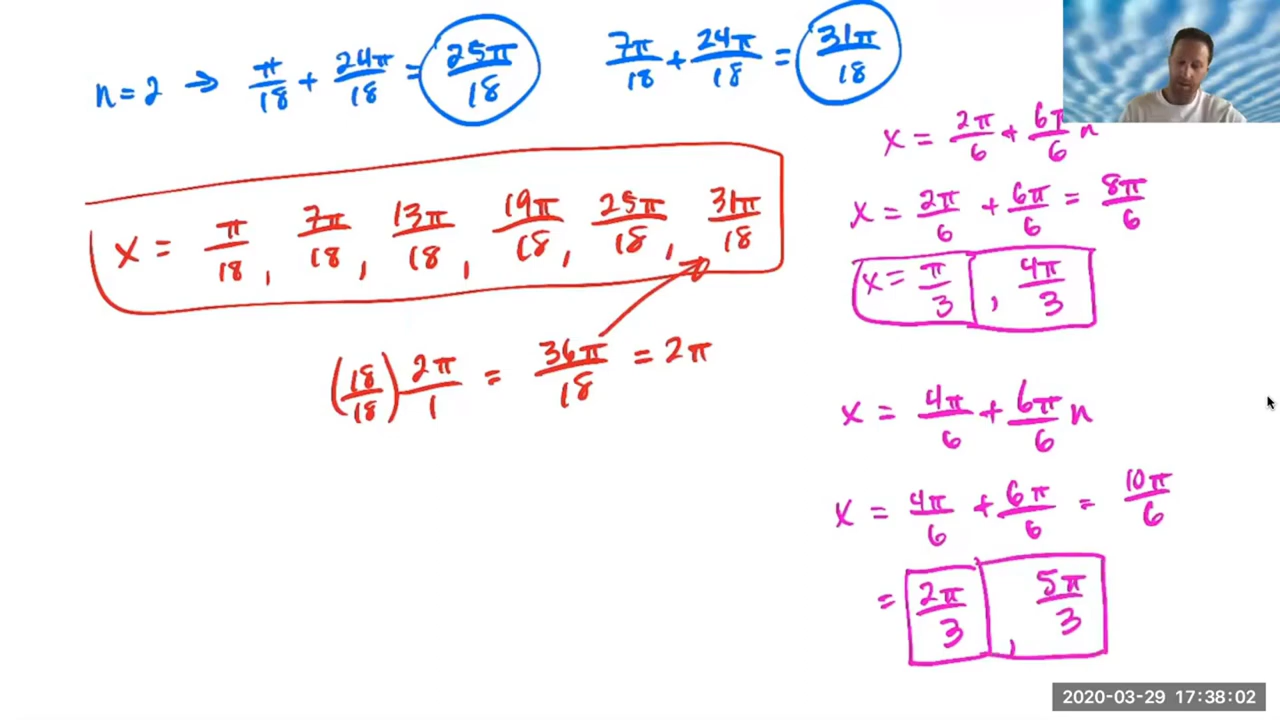 n = 2 → π/18 + 24π/18 = 25π/18
7π/18 + 24π/18 = 31π/18
x = π/18, 7π/18, 13π/18, 19π/18, 25π/18, 31π/18
(18/18) 2π/1 = 36π/18 = 2π
x = 2π/6 + 6π/6 n
x = 2π/6 + 6π/6 = 8π/6
x = π/3, 4π/3
x = 4π/6 + 6π/6 n
x = 4π/6 + 6π/6 = 10π/6
= 2π/3, 5π/3
2020-03-29 17:38:02